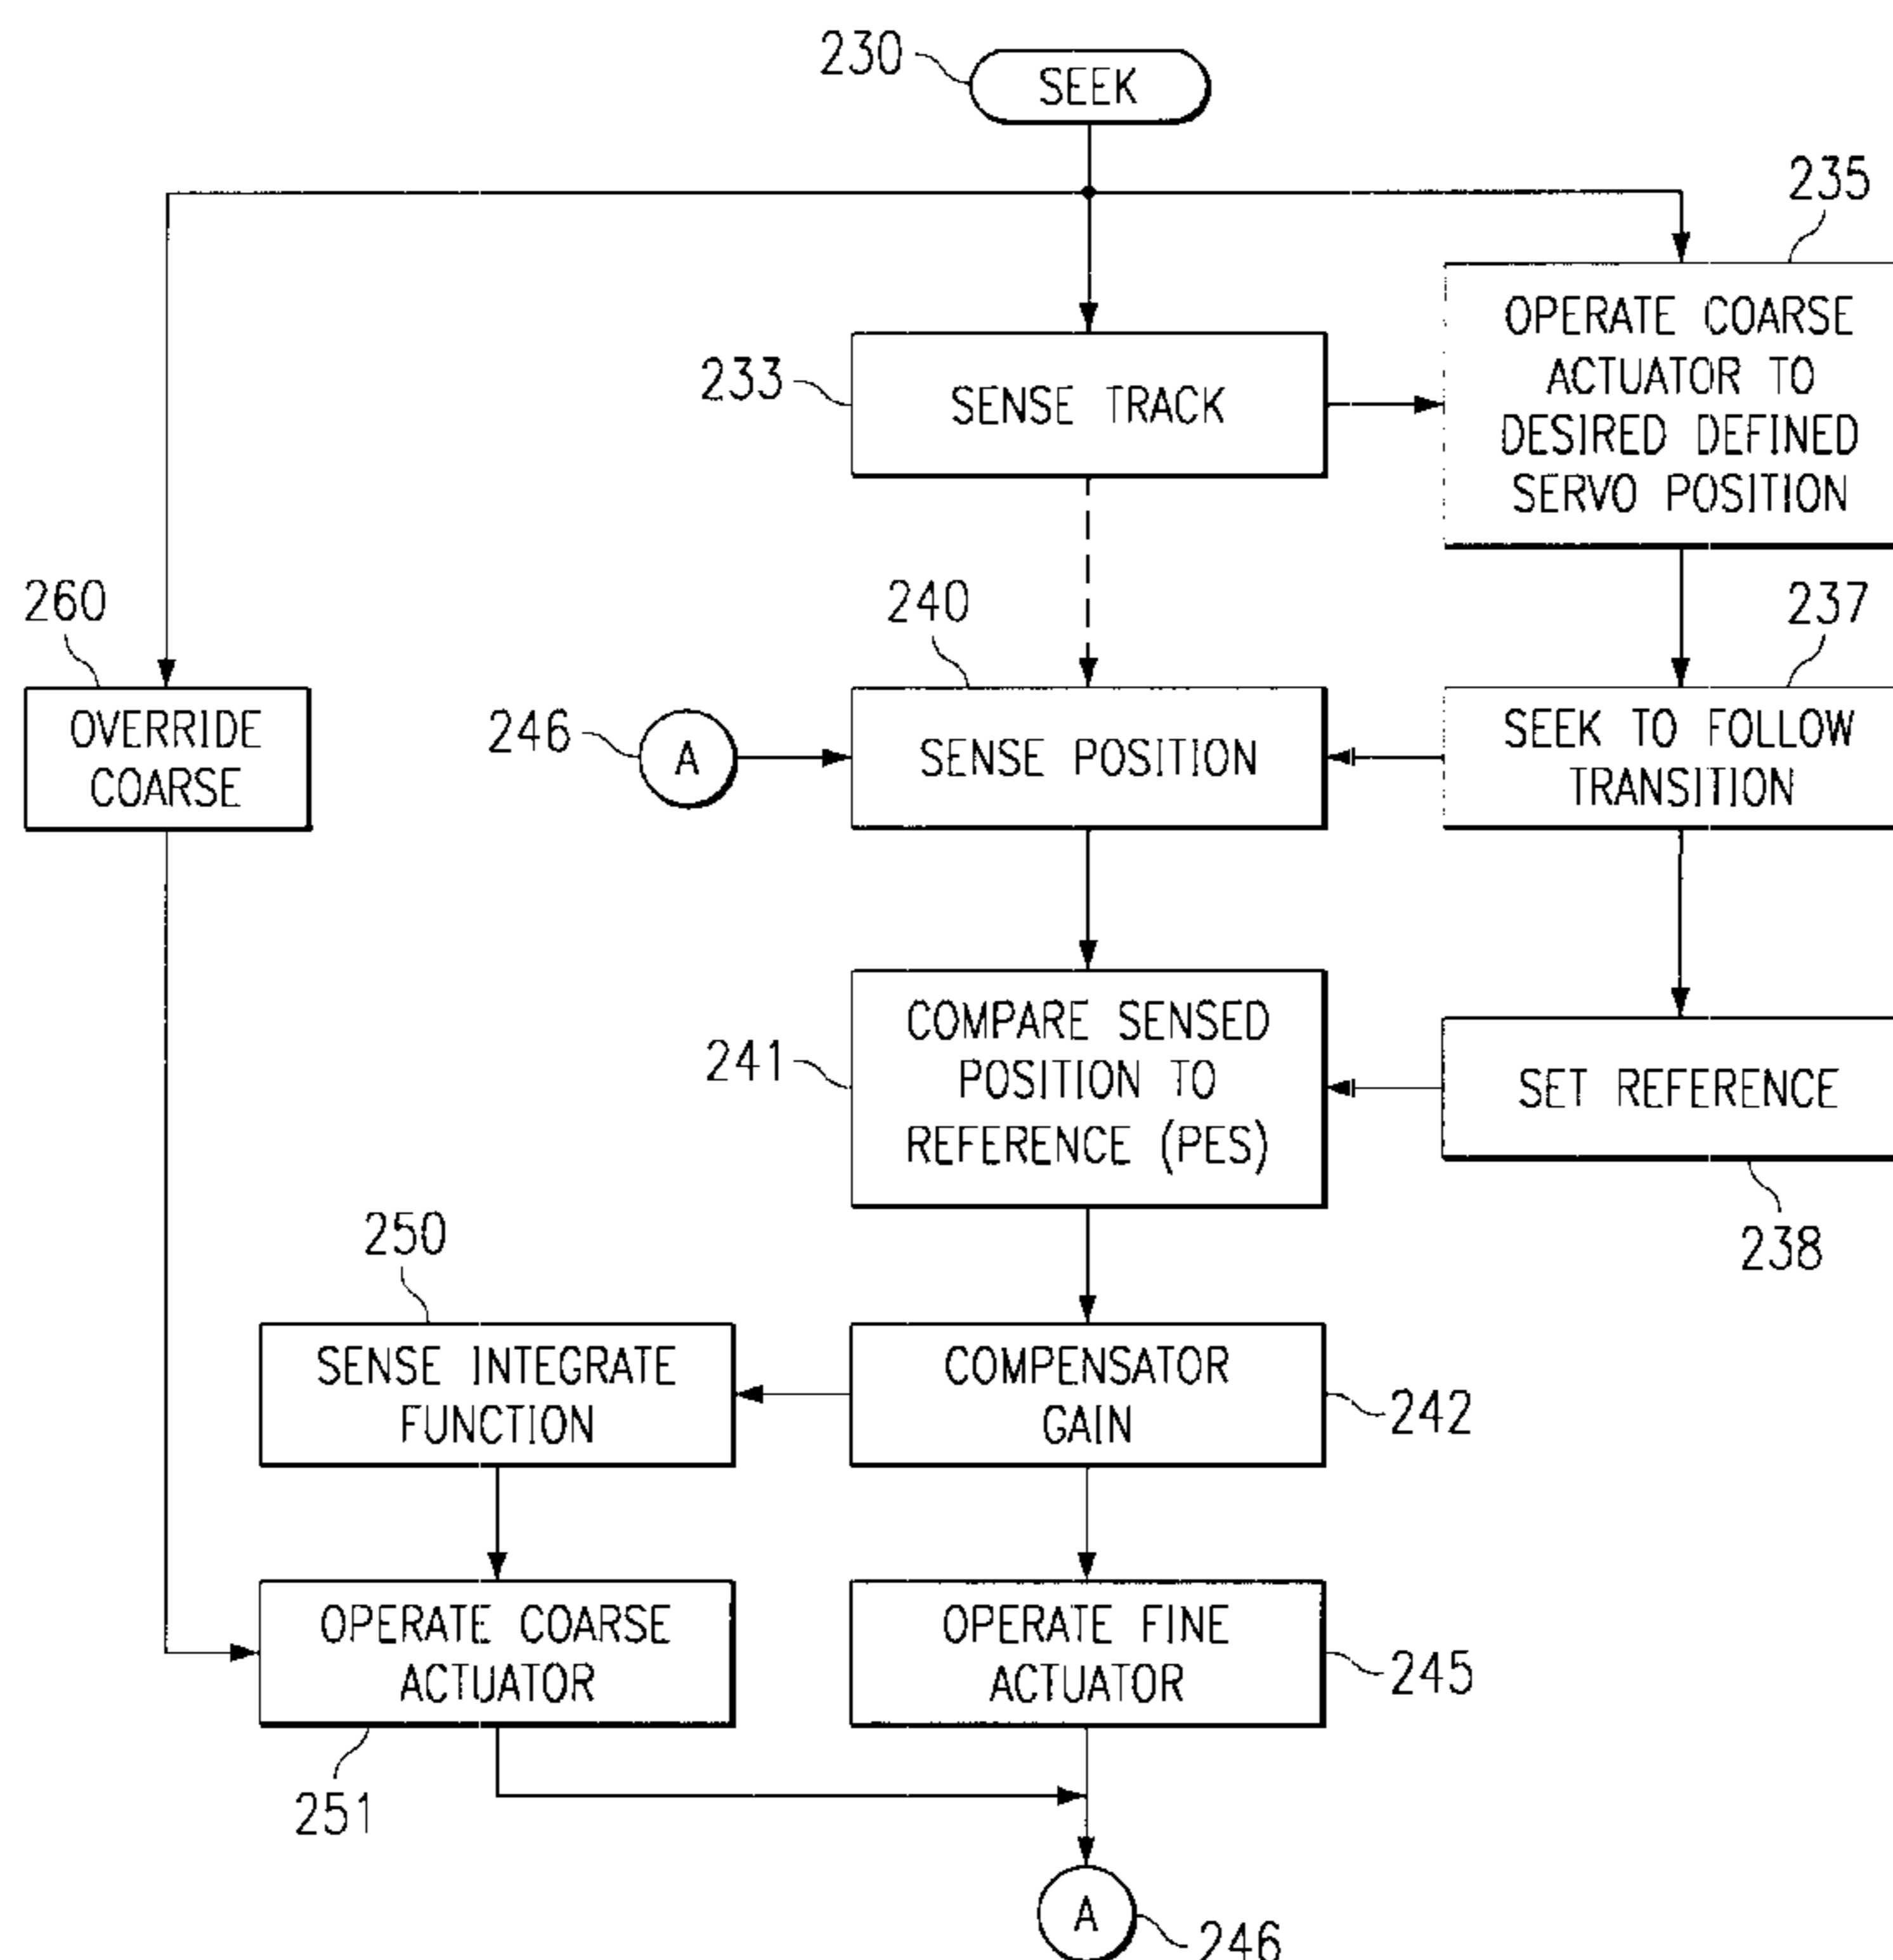 230
SEEK
235
OPERATE COARSE
ACTUATOR TO
DESIRED DEFINED
SERVO POSITION
233
SENSE TRACK
260
OVERRIDE
COARSE
240
246
A
SENSE POSITION
237
SEEK TO FOLLOW
TRANSITION
241
COMPARE SENSED
POSITION TO
REFERENCE (PES)
SET REFERENCE
238
250
SENSE INTEGRATE
FUNCTION
COMPENSATOR
GAIN
242
OPERATE COARSE
ACTUATOR
251
OPERATE FINE
ACTUATOR
245
A
246